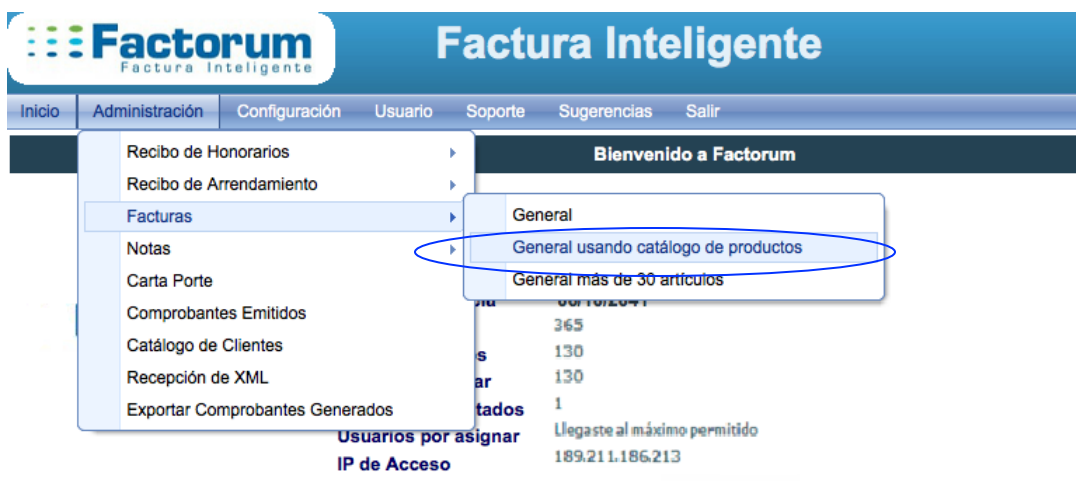 Factorum
Factura Inteligente
Factura Inteligente
Inicio Administración Configuración Usuario Soporte Sugerencias Salir
Bienvenido a Factorum
Recibo de Honorarios
Recibo de Arrendamiento
Facturas
Notas
Carta Porte
Comprobantes Emitidos
Catálogo de Clientes
Recepción de XML
Exportar Comprobantes Generados
General
General usando catálogo de productos
General más de 30 artículos
365
130
130
1
Usuarios por asignar Llegaste al máximo permitido
IP de Acceso 189.211.186.213